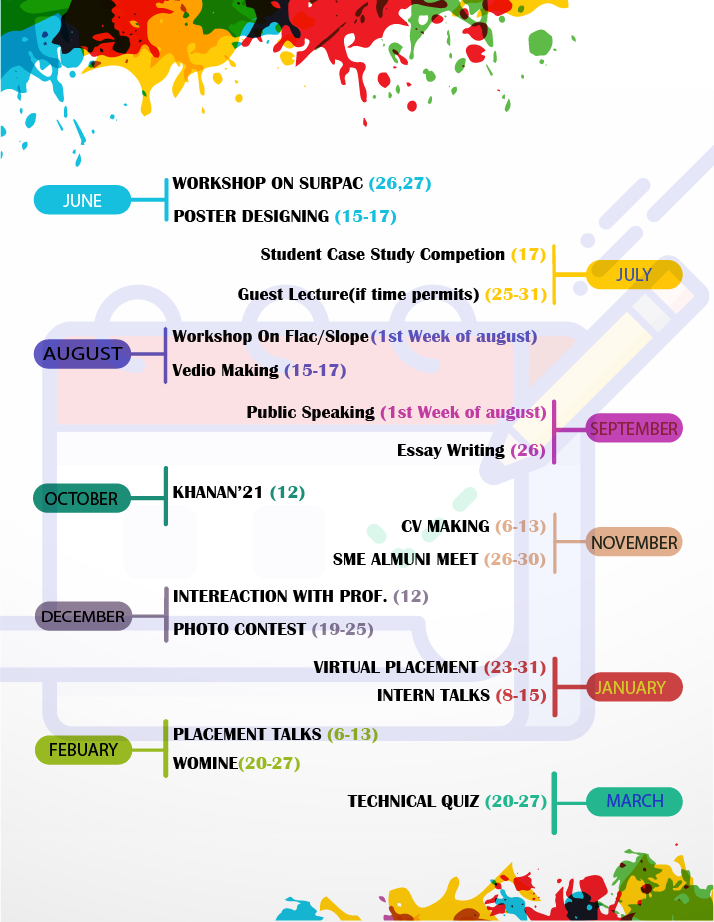 JUNE
WORKSHOP ON SURPAC (26,27)
POSTER DESIGNING (15-17)
Student Case Study Competion (17)
JULY
Guest Lecture(if time permits) (25-31)
Workshop On Flac/Slope(1st Week of august)
AUGUST
Vedio Making (15-17)
Public Speaking (1st Week of august)
SEPTEMBER
Essay Writing (26)
KHANAN'21 (12)
OCTOBER
CV MAKING (6-13)
NOVEMBER
SME ALMUNI MEET (26-30)
INTEREACTION WITH PROF. (12)
DECEMBER
PHOTO CONTEST (19-25)
VIRTUAL PLACEMENT (23-31)
JANUARY
INTERN TALKS (8-15)
PLACEMENT TALKS (6-13)
FEBUARY
WOMINE(20-27)
TECHNICAL QUIZ (20-27)
MARCH